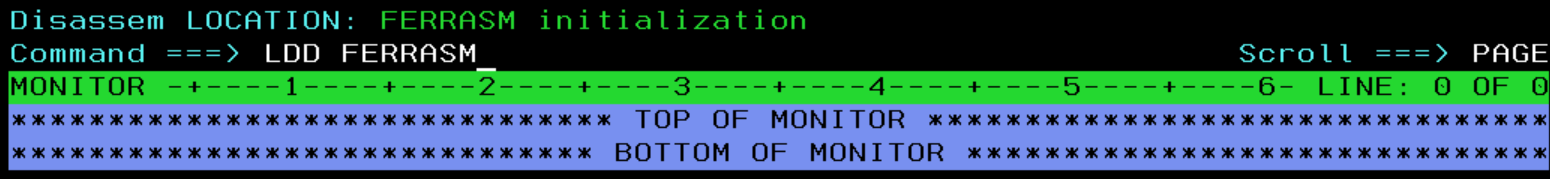 Disassem LOCATION: FERRASM initialization
Command ===> LDD FERRASM_ Scroll ===> PAGE
MONITOR -+----1----+----2----+----3----+----4----+----5----+----6- LINE: 0 OF 0
******************************* TOP OF MONITOR ********************************
****************************** BOTTOM OF MONITOR ******************************